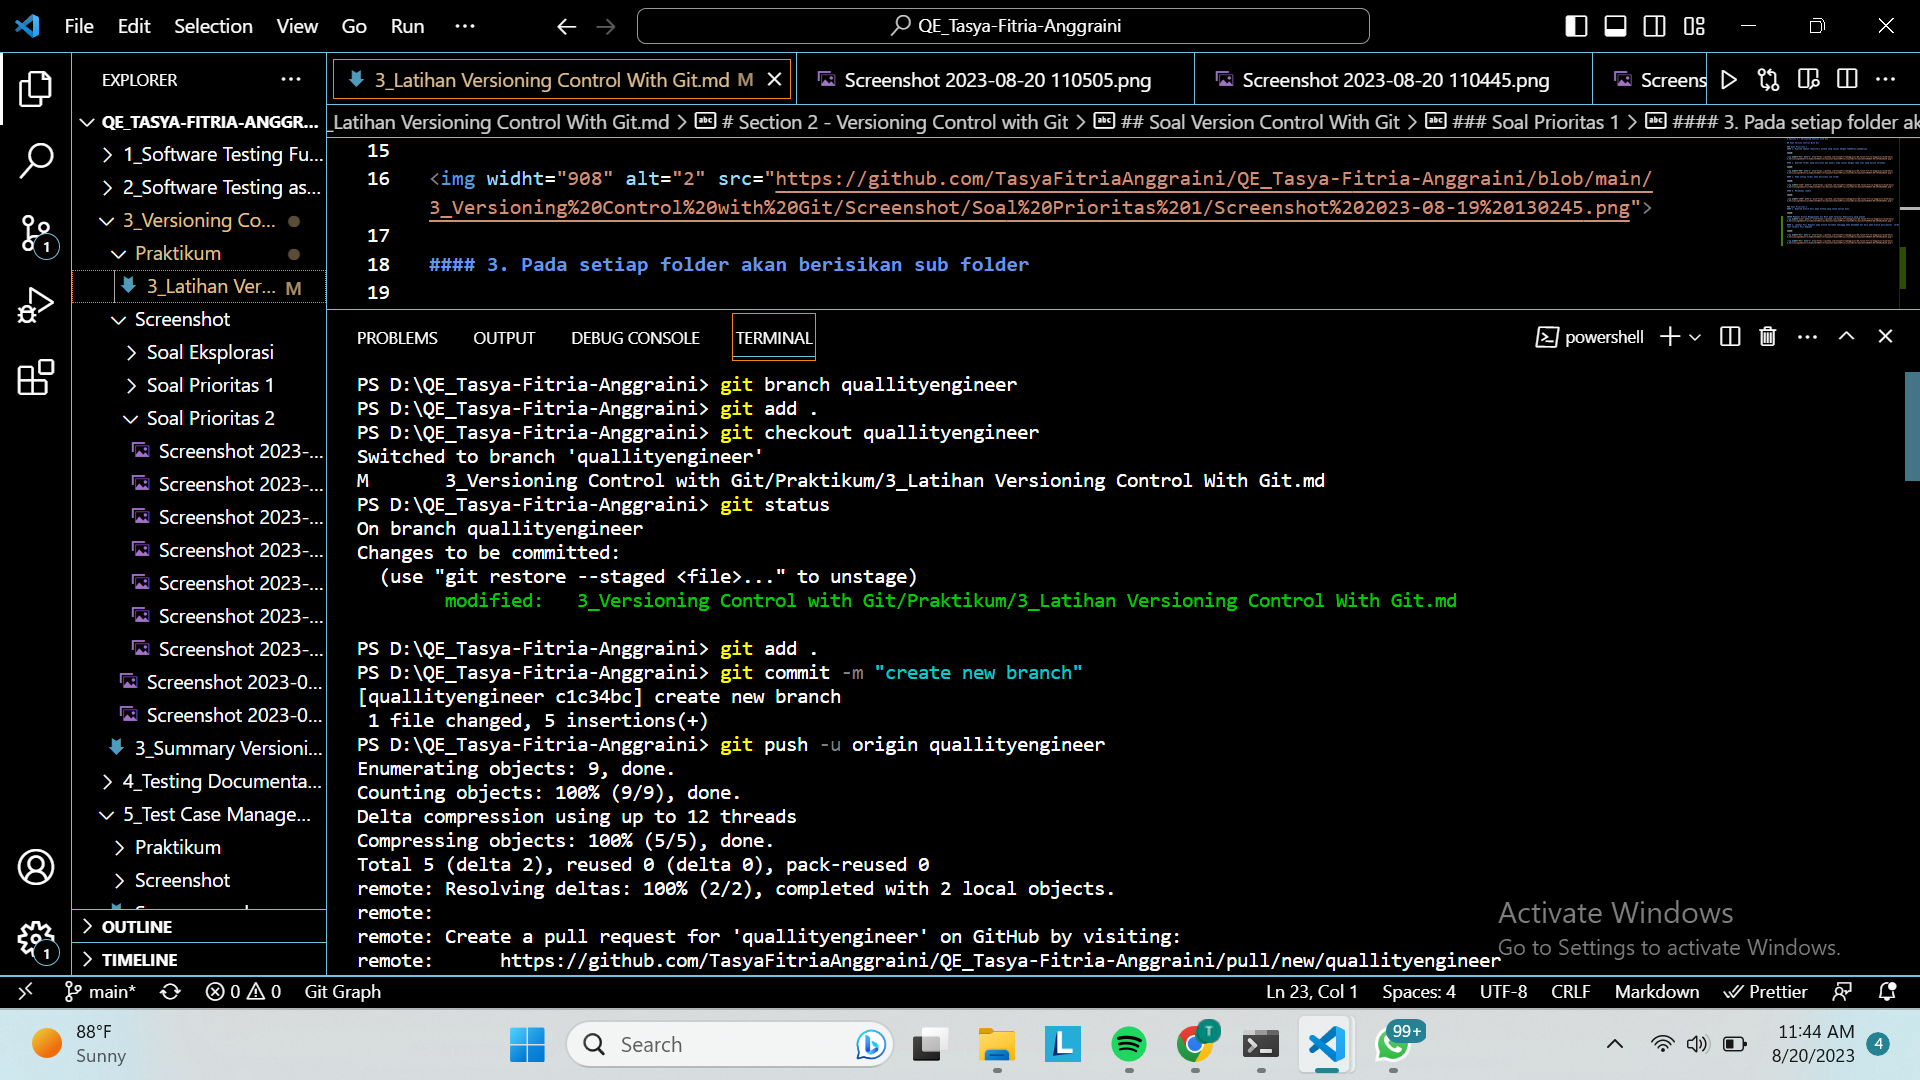 File Edit Selection View Go Run ...
QE_Tasya-Fitria-Anggraini
EXPLORER
QE_TASYA-FITRIA-ANGGR...
1_Software Testing Fu...
2_Software Testing as...
3_Versioning Co...
Praktikum
3_Latihan Ver... M
Screenshot
Soal Eksplorasi
Soal Prioritas 1
Soal Prioritas 2
Screenshot 2023-...
Screenshot 2023-...
Screenshot 2023-...
Screenshot 2023-...
Screenshot 2023-...
Screenshot 2023-...
Screenshot 2023-...
Screenshot 2023-0...
Screenshot 2023-0...
3_Summary Versioni...
4_Testing Documenta...
5_Test Case Manage...
Praktikum
Screenshot
OUTLINE
TIMELINE
1
1
3_Latihan Versioning Control With Git.md M
Screenshot 2023-08-20 110505.png
Screenshot 2023-08-20 110445.png
Screens
_Latihan Versioning Control With Git.md > # Section 2 - Versioning Control with Git > ## Soal Version Control With Git > ### Soal Prioritas 1 > #### 3. Pada setiap folder ak
15
16 <img widht="908" alt="2" src="https://github.com/TasyaFitriaAnggraini/QE_Tasya-Fitria-Anggraini/blob/main/
3_Versioning%20Control%20with%20Git/Screenshot/Soal%20Prioritas%201/Screenshot%202023-08-19%20130245.png">
17
18 #### 3. Pada setiap folder akan berisikan sub folder
19
PROBLEMS OUTPUT DEBUG CONSOLE TERMINAL
powershell
PS D:\QE_Tasya-Fitria-Anggraini> git branch quallityengineer
PS D:\QE_Tasya-Fitria-Anggraini> git add .
PS D:\QE_Tasya-Fitria-Anggraini> git checkout quallityengineer
Switched to branch 'quallityengineer'
M       3_Versioning Control with Git/Praktikum/3_Latihan Versioning Control With Git.md
PS D:\QE_Tasya-Fitria-Anggraini> git status
On branch quallityengineer
Changes to be committed:
  (use "git restore --staged <file>..." to unstage)
        modified:   3_Versioning Control with Git/Praktikum/3_Latihan Versioning Control With Git.md
PS D:\QE_Tasya-Fitria-Anggraini> git add .
PS D:\QE_Tasya-Fitria-Anggraini> git commit -m "create new branch"
[quallityengineer c1c34bc] create new branch
 1 file changed, 5 insertions(+)
PS D:\QE_Tasya-Fitria-Anggraini> git push -u origin quallityengineer
Enumerating objects: 9, done.
Counting objects: 100% (9/9), done.
Delta compression using up to 12 threads
Compressing objects: 100% (5/5), done.
Total 5 (delta 2), reused 0 (delta 0), pack-reused 0
remote: Resolving deltas: 100% (2/2), completed with 2 local objects.
remote:
remote: Create a pull request for 'quallityengineer' on GitHub by visiting:
remote:      https://github.com/TasyaFitriaAnggraini/QE_Tasya-Fitria-Anggraini/pull/new/quallityengineer
Activate Windows
Go to Settings to activate Windows.
main* 0 0 Git Graph
Ln 23, Col 1 Spaces: 4 UTF-8 CRLF Markdown Prettier
88°F
Sunny
Search
T
99+
11:44 AM
8/20/2023
4